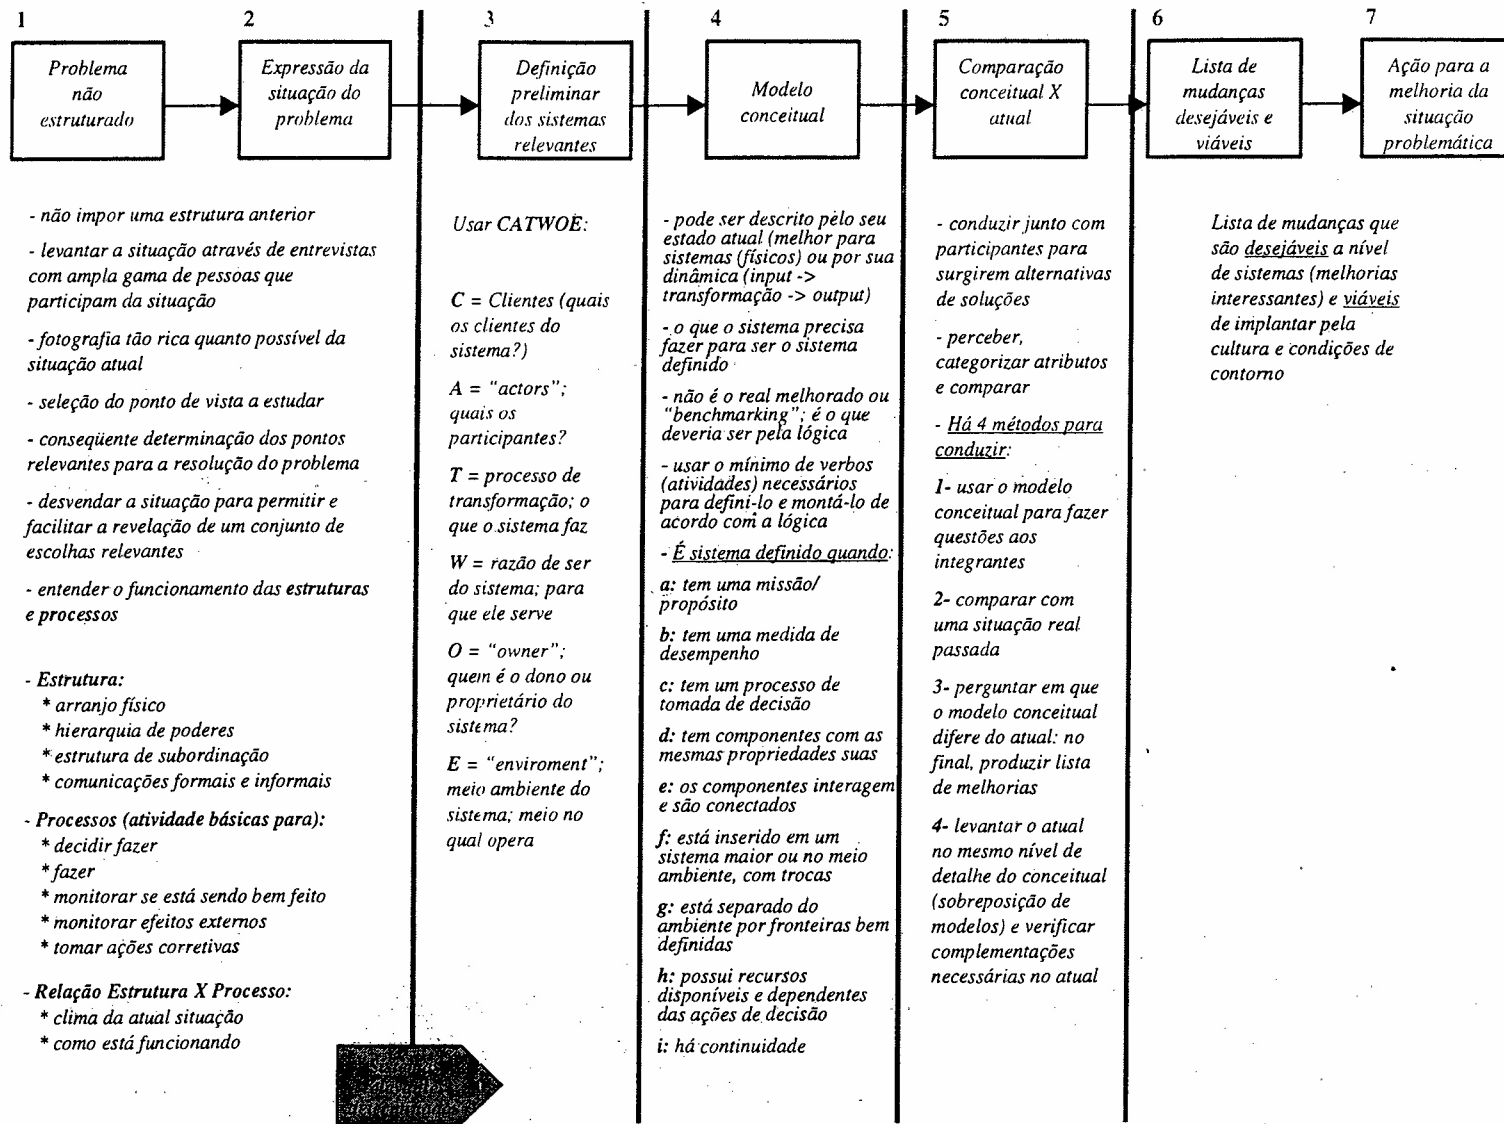 1
2
3
4
5
6
7
Problema
não
estruturado
Expressão da
situação do
problema
Definição
preliminar
dos sistemas
relevantes
Modelo
conceitual
Comparação
conceitual X
atual
Lista de
mudanças
desejáveis e
viáveis
Ação para a
melhoria da
situação
problemática
- não impor uma estrutura anterior
- levantar a situação através de entrevistas
com ampla gama de pessoas que
participam da situação
- fotografia tão rica quanto possível da
situação atual
- seleção do ponto de vista a estudar
- conseqüente determinação dos pontos
relevantes para a resolução do problema
- desvendar a situação para permitir e
facilitar a revelação de um conjunto de
escolhas relevantes
- entender o funcionamento das estruturas
e processos
- Estrutura:
* arranjo físico
* hierarquia de poderes
* estrutura de subordinação
* comunicações formais e informais
- Processos (atividade básicas para):
* decidir fazer
* fazer
* monitorar se está sendo bem feito
* monitorar efeitos externos
* tomar ações corretivas
- Relação Estrutura X Processo:
* clima da atual situação
* como está funcionando
Usar CATWOE:
C = Clientes (quais
os clientes do
sistema?)
A = “actors”;
quais os
participantes?
T = processo de
transformação; o
que o sistema faz
W = razão de ser
do sistema; para
que ele serve
O = “owner”;
quem é o dono ou
proprietário do
sistema?
E = “enviroment”;
meio ambiente do
sistema; meio no
qual opera
- pode ser descrito pelo seu
estado atual (melhor para
sistemas (físicos) ou por sua
dinâmica (input ->
transformação -> output)
- o que o sistema precisa
fazer para ser o sistema
definido
- não é o real melhorado ou
“benchmarking”; é o que
deveria ser pela lógica
- usar o mínimo de verbos
(atividades) necessários
para defini-lo e montá-lo de
acordo com a lógica
- É sistema definido quando:
a: tem uma missão/
propósito
b: tem uma medida de
desempenho
c: tem um processo de
tomada de decisão
d: tem componentes com as
mesmas propriedades suas
e: os componentes interagem
e são conectados
f: está inserido em um
sistema maior ou no meio
ambiente, com trocas
g: está separado do
ambiente por fronteiras bem
definidas
h: possui recursos
disponíveis e dependentes
das ações de decisão
i: há continuidade
- conduzir junto com
participantes para
surgirem alternativas
de soluções
- perceber,
categorizar atributos
e comparar
- Há 4 métodos para
conduzir:
1- usar o modelo
conceitual para fazer
questões aos
integrantes
2- comparar com
uma situação real
passada
3- perguntar em que
o modelo conceitual
difere do atual: no
final, produzir lista
de melhorias
4- levantar o atual
no mesmo nível de
detalhe do conceitual
(sobreposição de
modelos) e verificar
complementações
necessárias no atual
Lista de mudanças que
são desejáveis a nível
de sistemas (melhorias
interessantes) e viáveis
de implantar pela
cultura e condições de
contorno